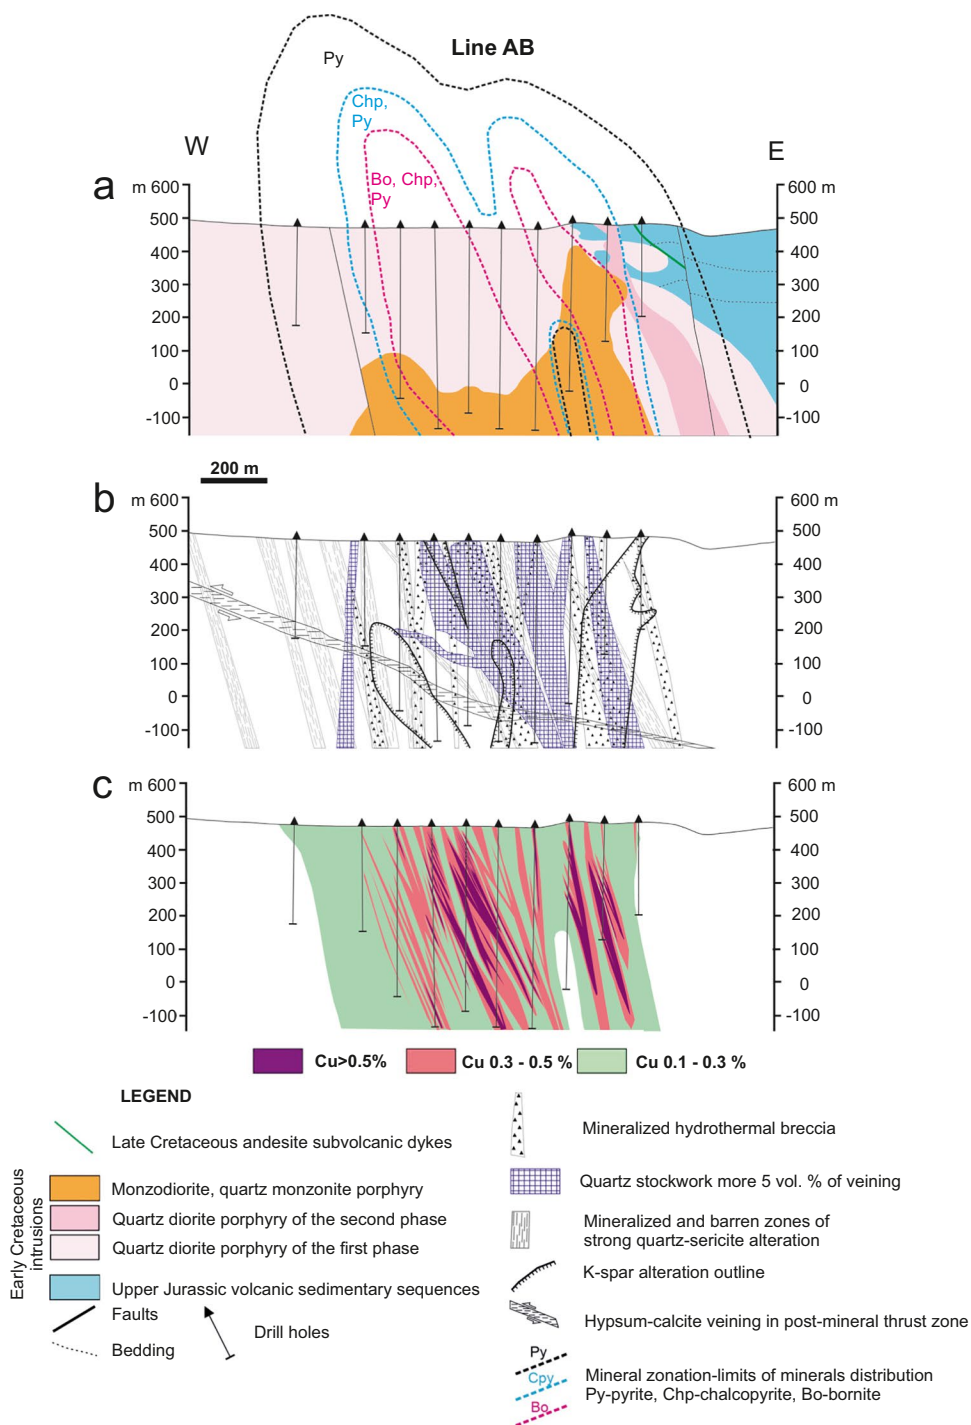 Line AB
Py
Chp,
Py
Bo, Chp,
Py
W
E
a
m 600
500
400
300
200
100
0
-100
600 m
500
400
300
200
100
0
-100
200 m
b
m 600
500
400
300
200
100
0
-100
600 m
500
400
300
200
100
0
-100
c
m 600
500
400
300
200
100
0
-100
600 m
500
400
300
200
100
0
-100
Cu>0.5%
Cu 0.3 - 0.5 %
Cu 0.1 - 0.3 %
LEGEND
Late Cretaceous andesite subvolcanic dykes
Early Cretaceous
intrusions
Monzodiorite, quartz monzonite porphyry
Quartz diorite porphyry of the second phase
Quartz diorite porphyry of the first phase
Upper Jurassic volcanic sedimentary sequences
Faults
Bedding
Drill holes
Mineralized hydrothermal breccia
Quartz stockwork more 5 vol. % of veining
Mineralized and barren zones of
strong quartz-sericite alteration
K-spar alteration outline
Hypsum-calcite veining in post-mineral thrust zone
Py
Cpy
Bo
Mineral zonation-limits of minerals distribution
Py-pyrite, Chp-chalcopyrite, Bo-bornite